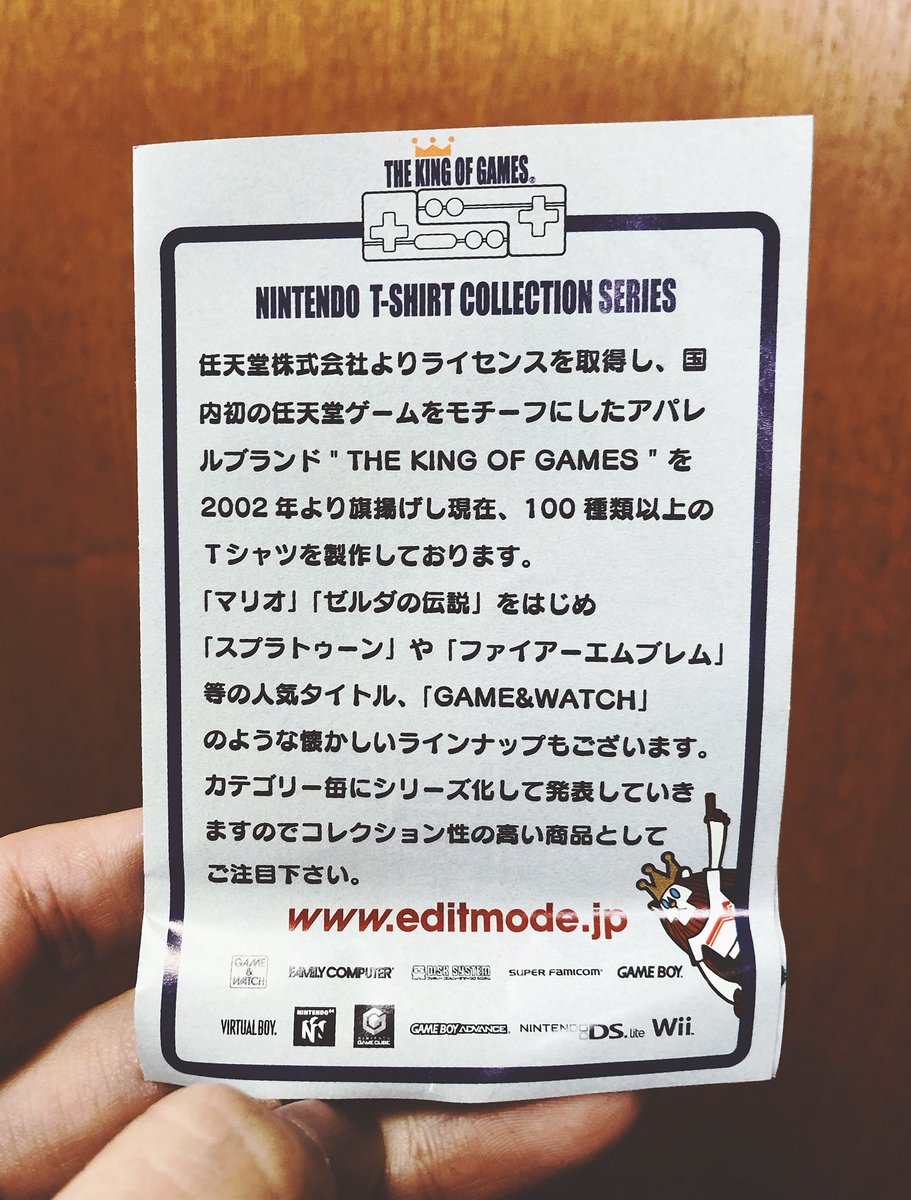 THE KING OF GAMES®
NINTENDO T-SHIRT COLLECTION SERIES
任天堂株式会社よりライセンスを取得し、国
内初の任天堂ゲームをモチーフにしたアパレ
ルブランド " THE KING OF GAMES " を
2002 年より旗揚げし現在、100 種類以上の
Tシャツを製作しております。
「マリオ」「ゼルダの伝説」をはじめ
「スプラトゥーン」や「ファイアーエムブレム」
等の人気タイトル、「GAME&WATCH」
のような懐かしいラインナップもございます。
カテゴリー毎にシリーズ化して発表していき
ますのでコレクション性の高い商品として
ご注目下さい。
www.editmode.jp
GAME & WATCH FAMILY COMPUTER DISK SYSTEM SUPER FAMICOM GAME BOY.
VIRTUAL BOY. NINTENDO 64 GAME CUBE GAME BOY ADVANCE NINTENDO DS Lite Wii